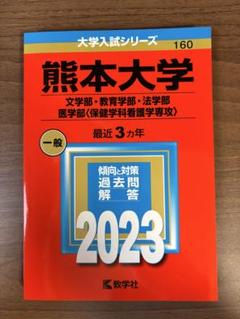 大学入試シリーズ 160
熊本大学
文学部・教育学部・法学部
医学部〈保健学科看護学専攻〉
最近3カ年
一般
傾向と対策
過去問
解答
2023
数学社